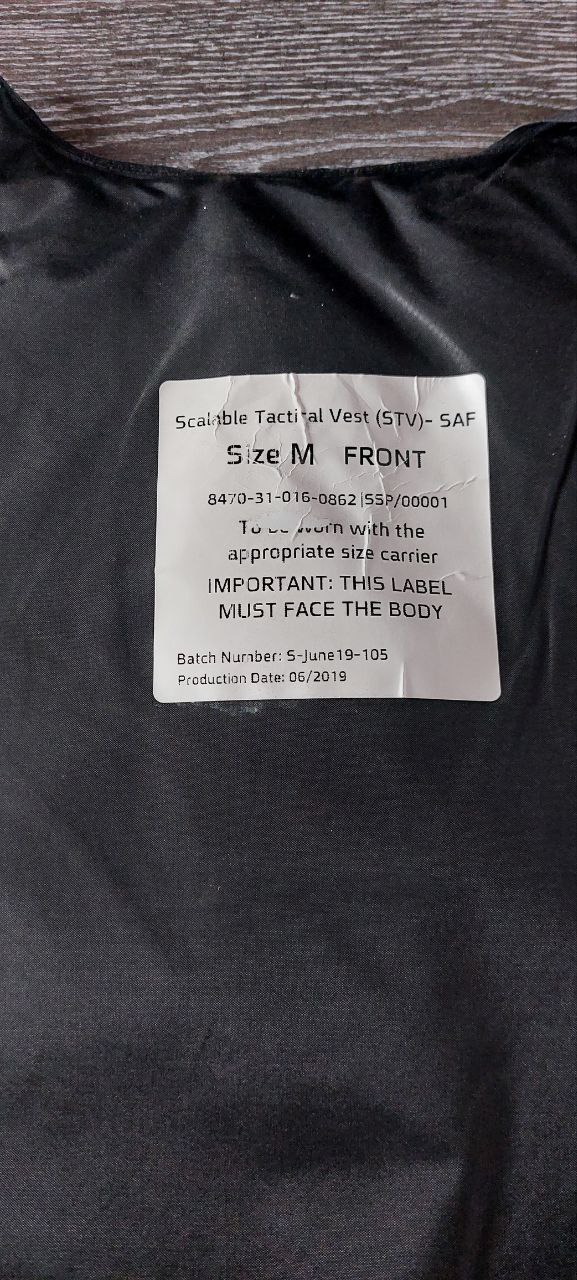 Scalable Tactical Vest (STV)- SAF
Size M FRONT
8470-31-016-0862|SSP/00001
To be worn with the
appropriate size carrier
IMPORTANT: THIS LABEL
MUST FACE THE BODY
Batch Number: S-June19-105
Production Date: 06/2019